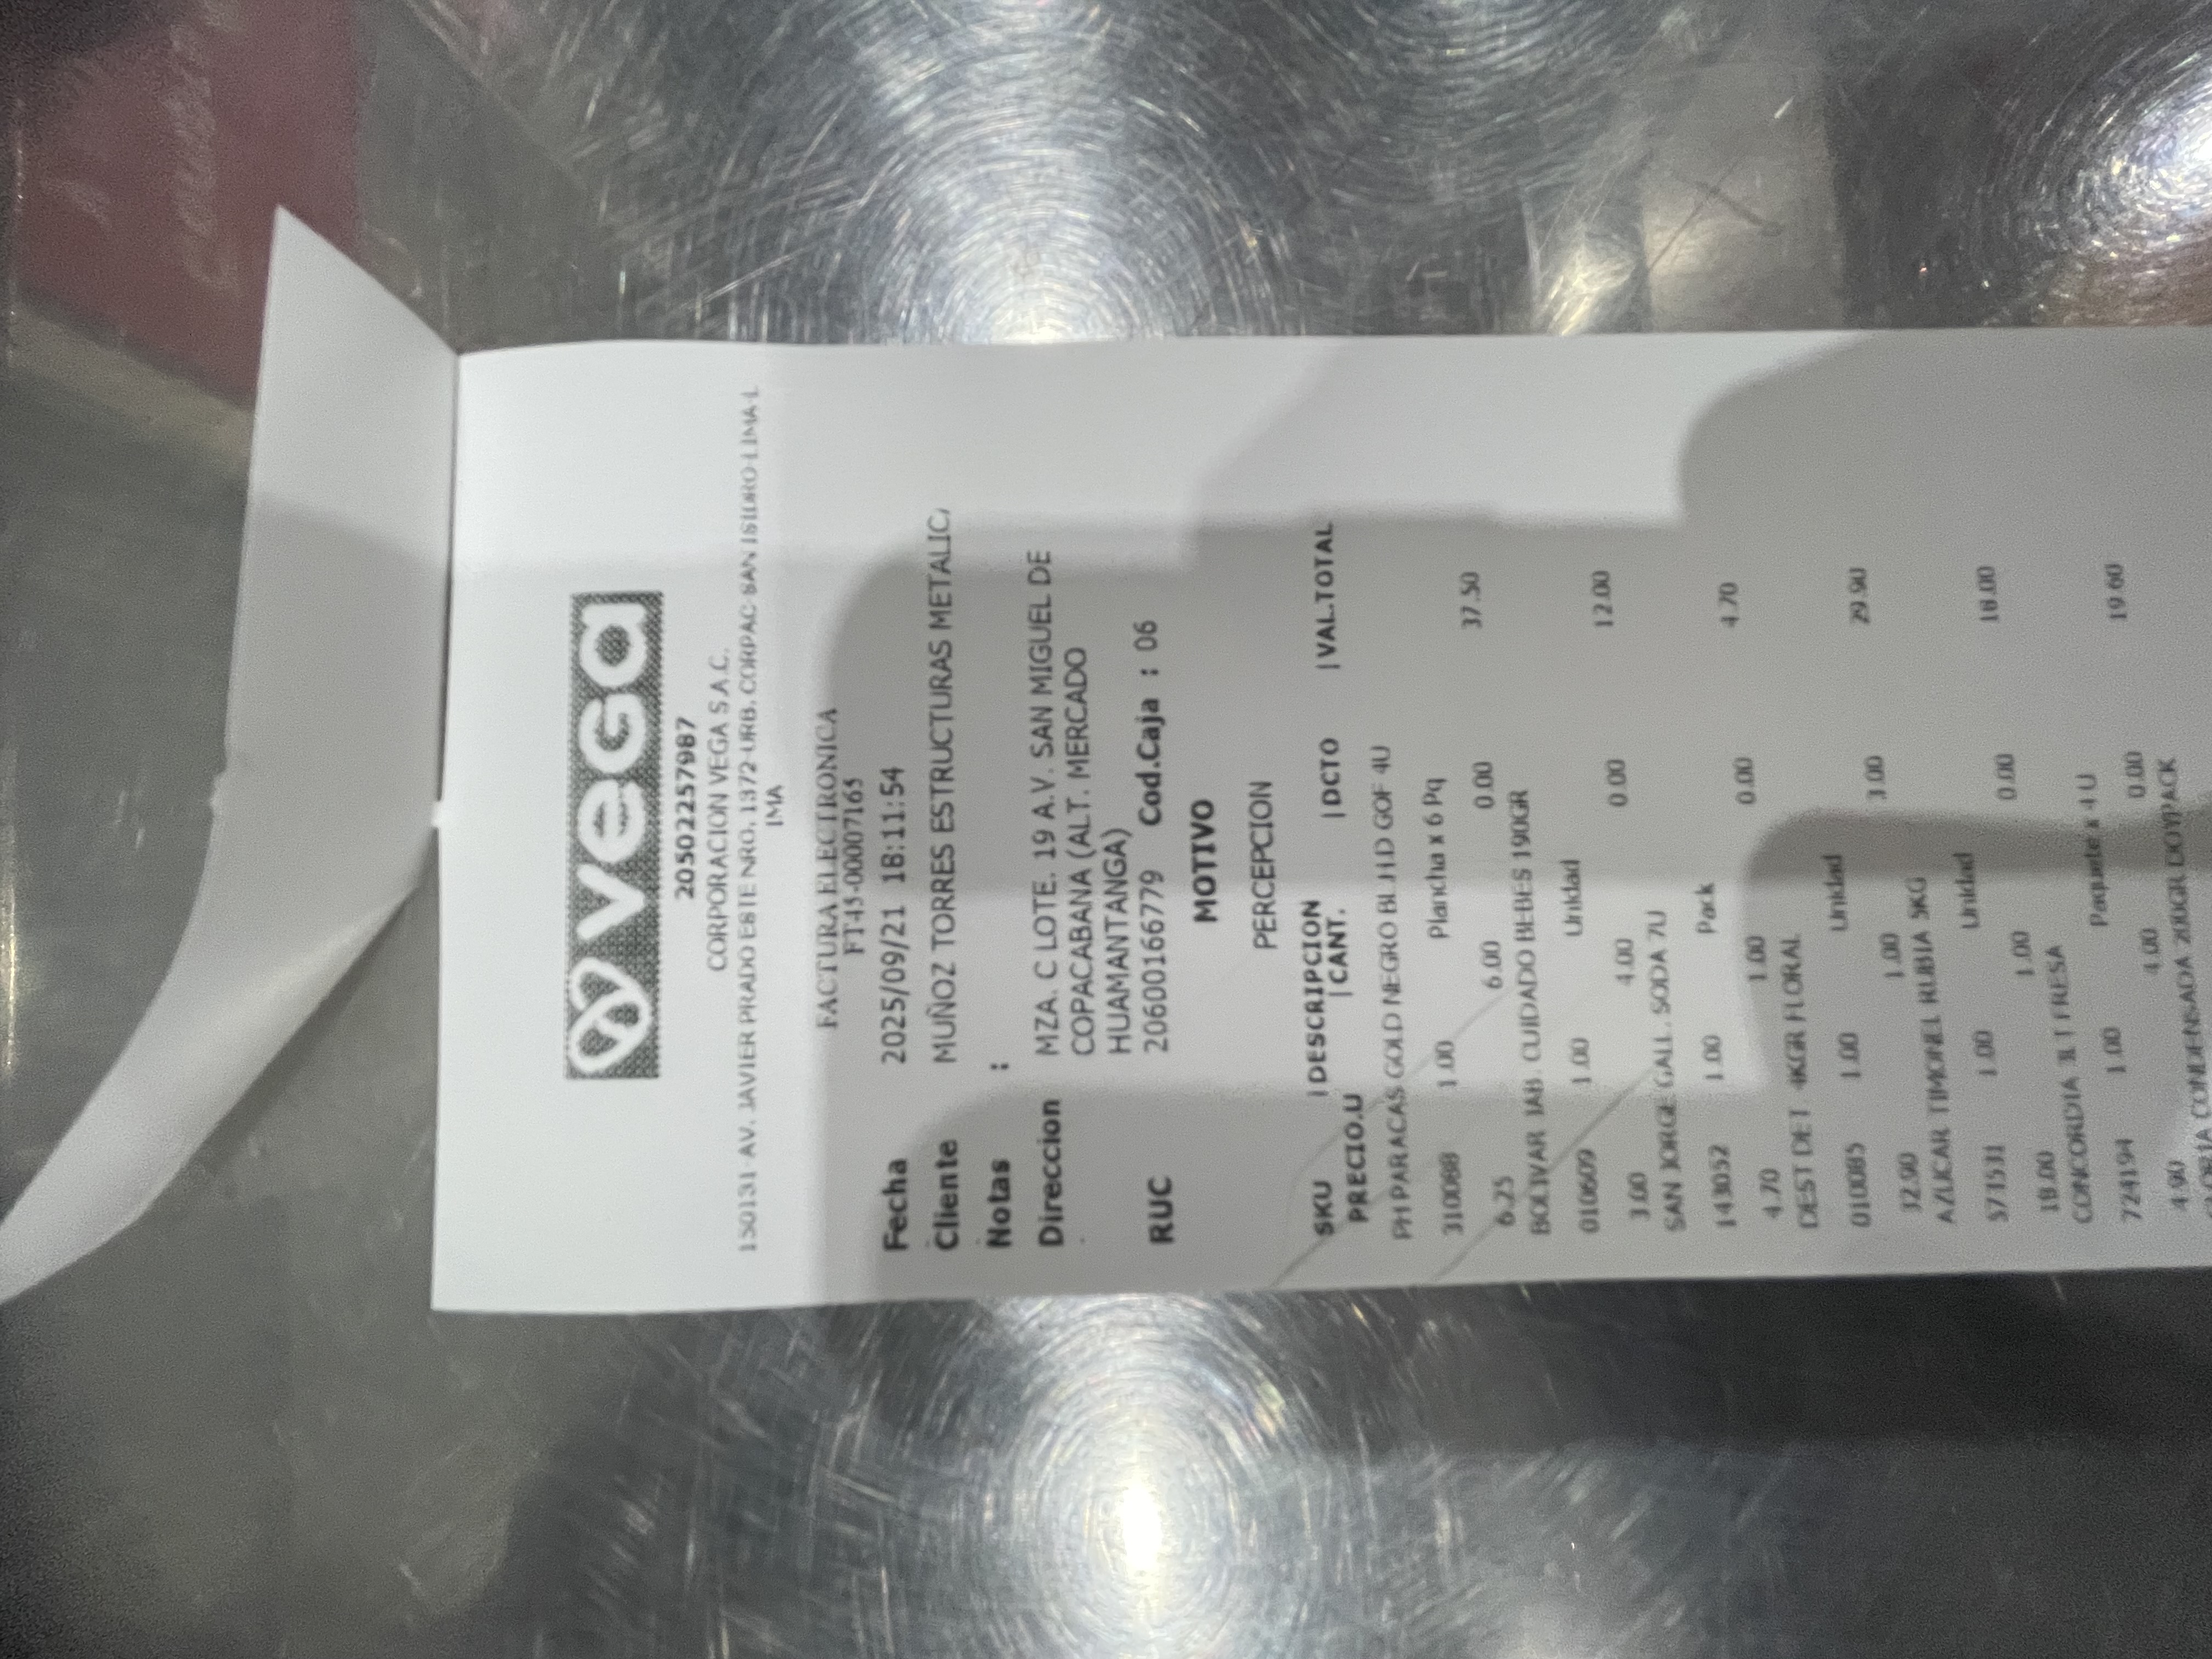 vega
20502257987
CORPORACION VEGA S.A.C.
150131-AV. JAVIER PRADO ESTE NRO. 1372-URB. CORPAC-SAN ISIDRO-LIMA-L
IMA
FACTURA ELECTRONICA
FT45-00007165
Fecha 2025/09/21 18:11:54
Cliente MUÑOZ TORRES ESTRUCTURAS METALIC
Notas :
Direccion MZA. C LOTE. 19 A.V. SAN MIGUEL DE
COPACABANA (ALT. MERCADO
HUAMANTANGA)
RUC 20600166779 Cod.Caja : 06
MOTIVO
PERCEPCION
SKU |DESCRIPCION
PRECIO.U |CANT. |DCTO |VAL.TOTAL
PH PARACAS GOLD NEGRO BL.H.D GOF 4U
310088 1.00 Plancha x 6 Pq
6.25 6.00 0.00 37.50
BOLIVAR JAB. CUIDADO BEBES 190GR
010609 1.00 Unidad
3.00 4.00 0.00 12.00
SAN JORGE GALL. SODA 7U
143052 1.00 Pack
4.70 1.00 0.00 4.70
DEST DET. 4KGR FLORAL
010085 1.00 Unidad
32.90 1.00 3.00 29.90
AZUCAR TIMONEL RUBIA 5KG
571531 1.00 Unidad
18.00 1.00 0.00 18.00
CONCORDIA 3LT FRESA
724194 1.00 Paquete x 4 U
4.90 4.00 0.00 19.60
GLORIA CONDENSADA 200GR DOYPACK